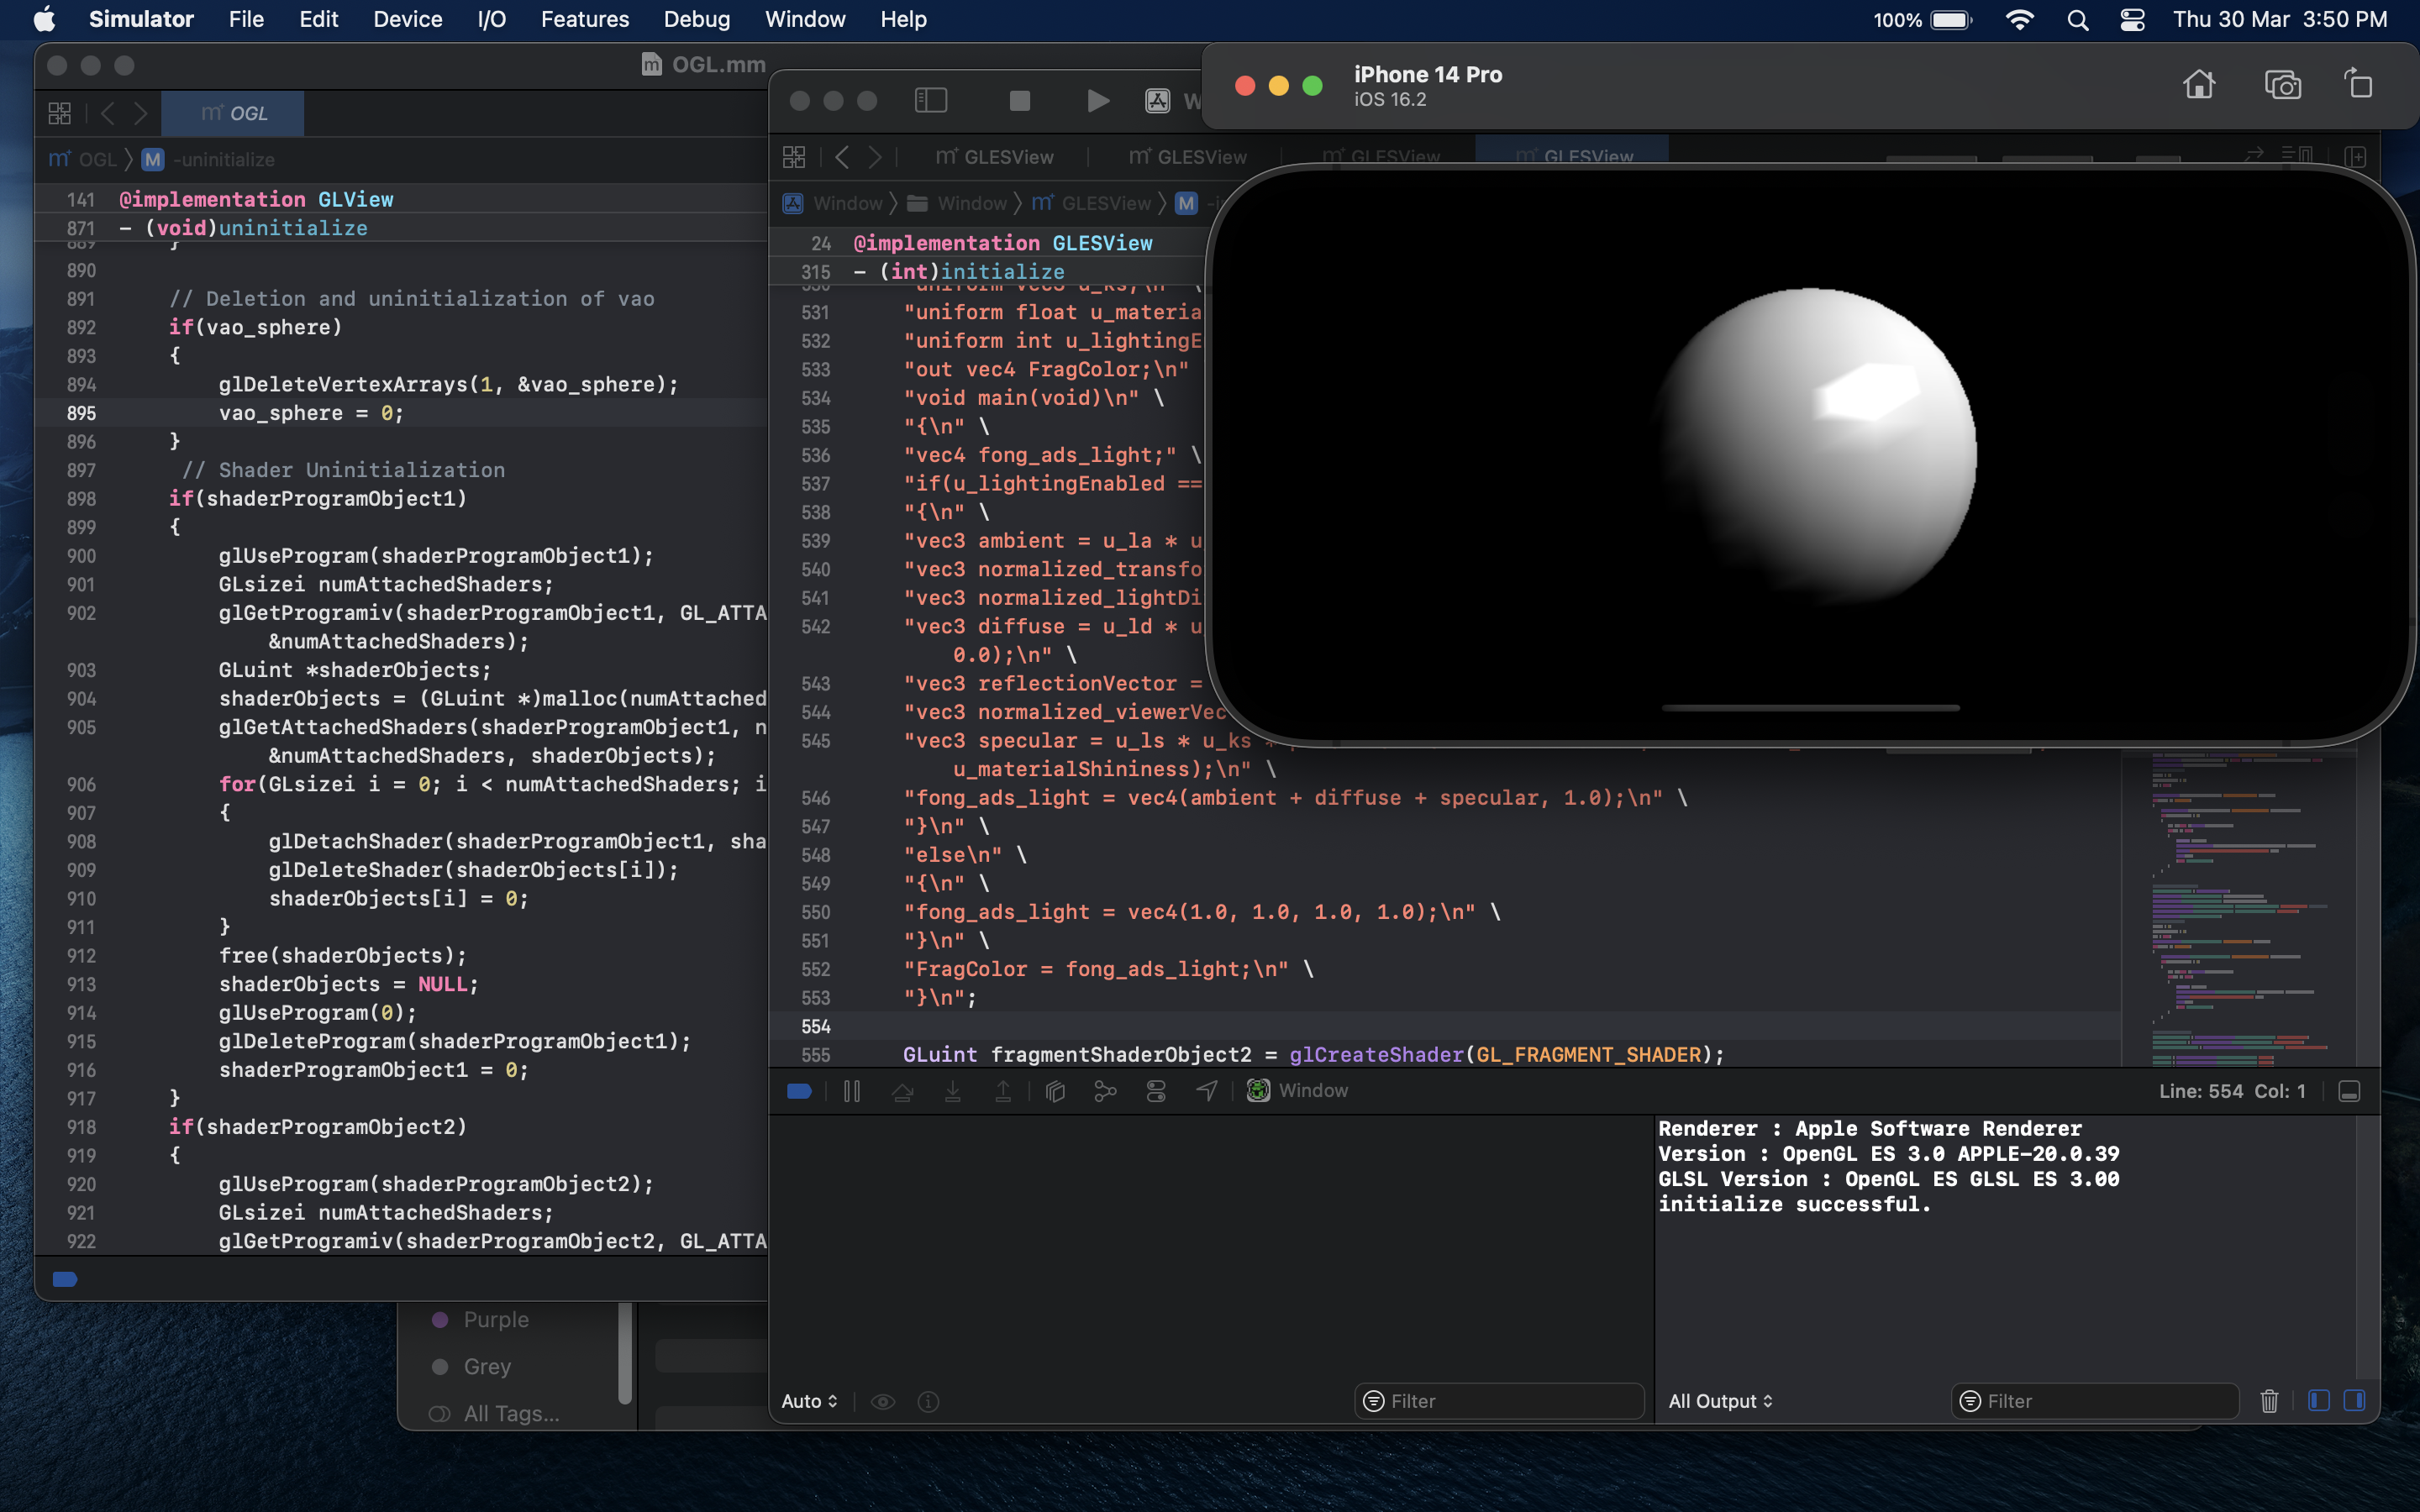 Simulator File Edit Device I/O Features Debug Window Help 100% Thu 30 Mar 3:50 PM
OGL.mm
OGL
OGL -uninitialize
141 @implementation GLView
871 - (void)uninitialize
889 }
890
891 // Deletion and uninitialization of vao
892 if(vao_sphere)
893 {
894 glDeleteVertexArrays(1, &vao_sphere);
895 vao_sphere = 0;
896 }
897 // Shader Uninitialization
898 if(shaderProgramObject1)
899 {
900 glUseProgram(shaderProgramObject1);
901 GLsizei numAttachedShaders;
902 glGetProgramiv(shaderProgramObject1, GL_ATTA
&numAttachedShaders);
903 GLuint *shaderObjects;
904 shaderObjects = (GLuint *)malloc(numAttached
905 glGetAttachedShaders(shaderProgramObject1, n
&numAttachedShaders, shaderObjects);
906 for(GLsizei i = 0; i < numAttachedShaders; i
907 {
908 glDetachShader(shaderProgramObject1, sha
909 glDeleteShader(shaderObjects[i]);
910 shaderObjects[i] = 0;
911 }
912 free(shaderObjects);
913 shaderObjects = NULL;
914 glUseProgram(0);
915 glDeleteProgram(shaderProgramObject1);
916 shaderProgramObject1 = 0;
917 }
918 if(shaderProgramObject2)
919 {
920 glUseProgram(shaderProgramObject2);
921 GLsizei numAttachedShaders;
922 glGetProgramiv(shaderProgramObject2, GL_ATTA
Purple
Grey
All Tags...
W
iPhone 14 Pro
iOS 16.2
GLESView GLESView GLESView GLESView
Window Window GLESView M
24 @implementation GLESView
315 - (int)initialize
530 "uniform vec3 u_ks;\n" \
531 "uniform float u_materia
532 "uniform int u_lightingE
533 "out vec4 FragColor;\n"
534 "void main(void)\n" \
535 "{\n" \
536 "vec4 fong_ads_light;" \
537 "if(u_lightingEnabled ==
538 "{\n" \
539 "vec3 ambient = u_la * u
540 "vec3 normalized_transfo
541 "vec3 normalized_lightDi
542 "vec3 diffuse = u_ld * u
0.0);\n" \
543 "vec3 reflectionVector =
544 "vec3 normalized_viewerVec
545 "vec3 specular = u_ls * u_ks *
u_materialShininess);\n" \
546 "fong_ads_light = vec4(ambient + diffuse + specular, 1.0);\n" \
547 "}\n" \
548 "else\n" \
549 "{\n" \
550 "fong_ads_light = vec4(1.0, 1.0, 1.0, 1.0);\n" \
551 "}\n" \
552 "FragColor = fong_ads_light;\n" \
553 "}\n";
554
555 GLuint fragmentShaderObject2 = glCreateShader(GL_FRAGMENT_SHADER);
Window Line: 554 Col: 1
Renderer : Apple Software Renderer
Version : OpenGL ES 3.0 APPLE-20.0.39
GLSL Version : OpenGL ES GLSL ES 3.00
initialize successful.
Auto Filter All Output Filter